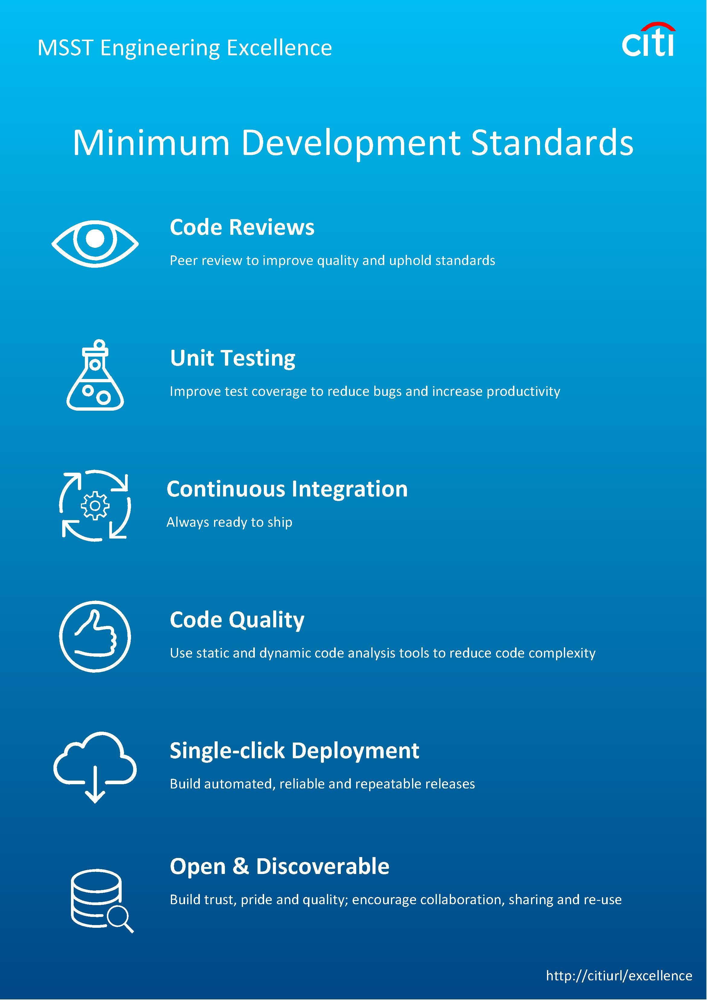 MSST Engineering Excellence
citi
Minimum Development Standards
Code Reviews
Peer review to improve quality and uphold standards
Unit Testing
Improve test coverage to reduce bugs and increase productivity
Continuous Integration
Always ready to ship
Code Quality
Use static and dynamic code analysis tools to reduce code complexity
Single-click Deployment
Build automated, reliable and repeatable releases
Open & Discoverable
Build trust, pride and quality; encourage collaboration, sharing and re-use
http://citiurl/excellence